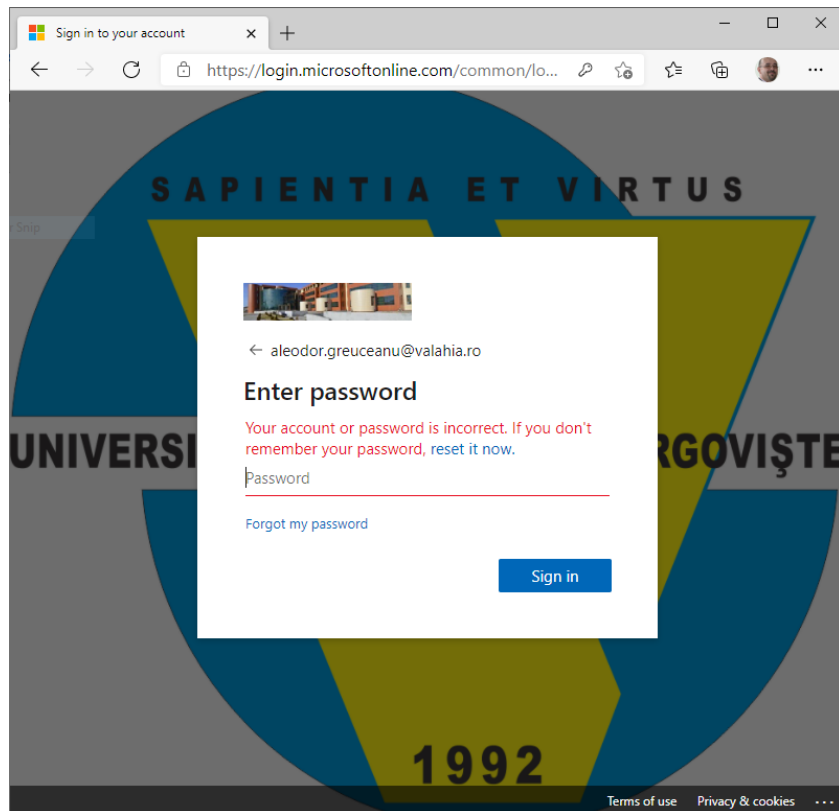 Sign in to your account
https://login.microsoftonline.com/common/lo...
SAPIENTIA ET VIRTUS
Snip
aleodor.greuceanu@valahia.ro
Enter password
Your account or password is incorrect. If you don't
remember your password, reset it now.
UNIVERSI RGOVIŞTE
Password
Forgot my password
Sign in
1992
Terms of use Privacy & cookies ...